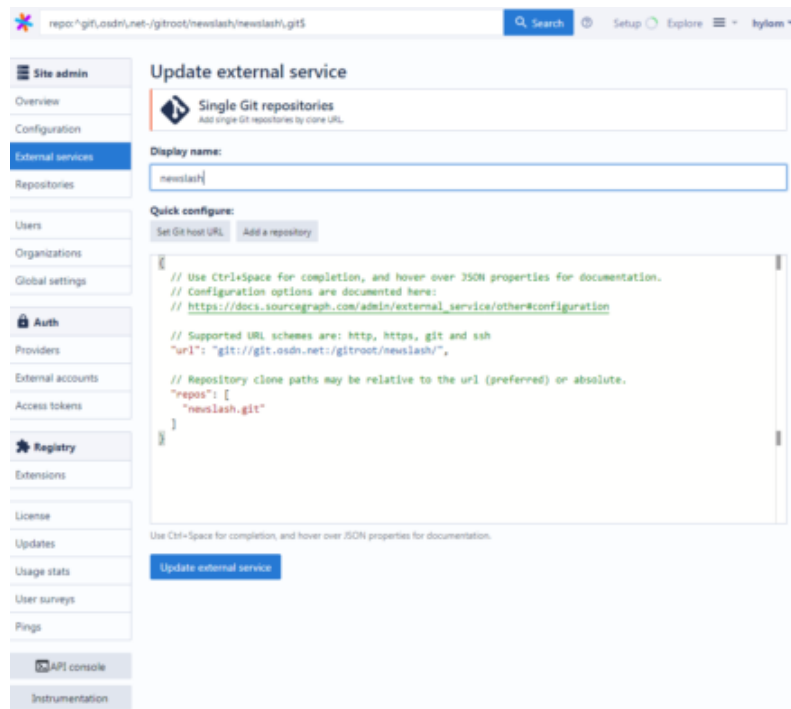 repo:^git\.osdn\.net-/gitroot/newslash/newslash\.git$
Search
Setup
Explore
hylom
Site admin
Overview
Configuration
External services
Repositories
Users
Organizations
Global settings
Auth
Providers
External accounts
Access tokens
Registry
Extensions
License
Updates
Usage stats
User surveys
Pings
API console
Instrumentation
Update external service
Single Git repositories
Add single Git repositories by clone URL.
Display name:
newslash
Quick configure:
Set Git host URL
Add a repository
{
// Use Ctrl+Space for completion, and hover over JSON properties for documentation.
// Configuration options are documented here:
// https://docs.sourcegraph.com/admin/external_service/other#configuration
// Supported URL schemes are: http, https, git and ssh
"url": "git://git.osdn.net:/gitroot/newslash/",
// Repository clone paths may be relative to the url (preferred) or absolute.
"repos": [
"newslash.git"
]
}
Use Ctrl+Space for completion, and hover over JSON properties for documentation.
Update external service